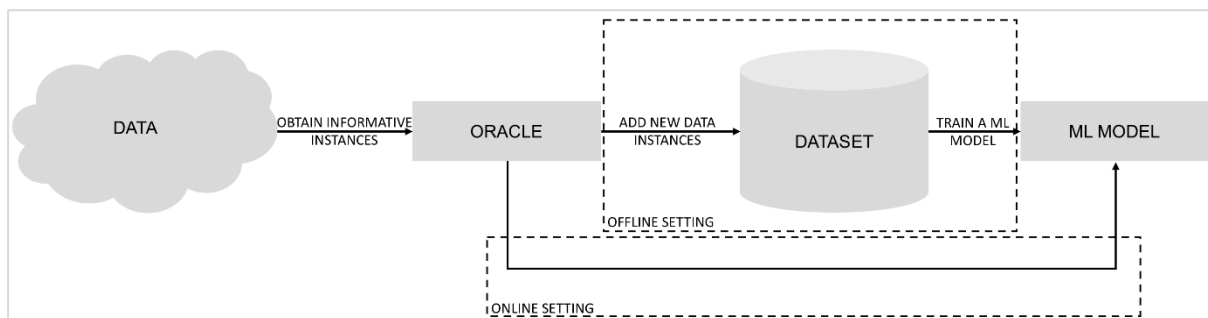 DATA
OBTAIN INFORMATIVE
INSTANCES
ORACLE
ADD NEW DATA
INSTANCES
DATASET
TRAIN A ML
MODEL
ML MODEL
OFFLINE SETTING
ONLINE SETTING